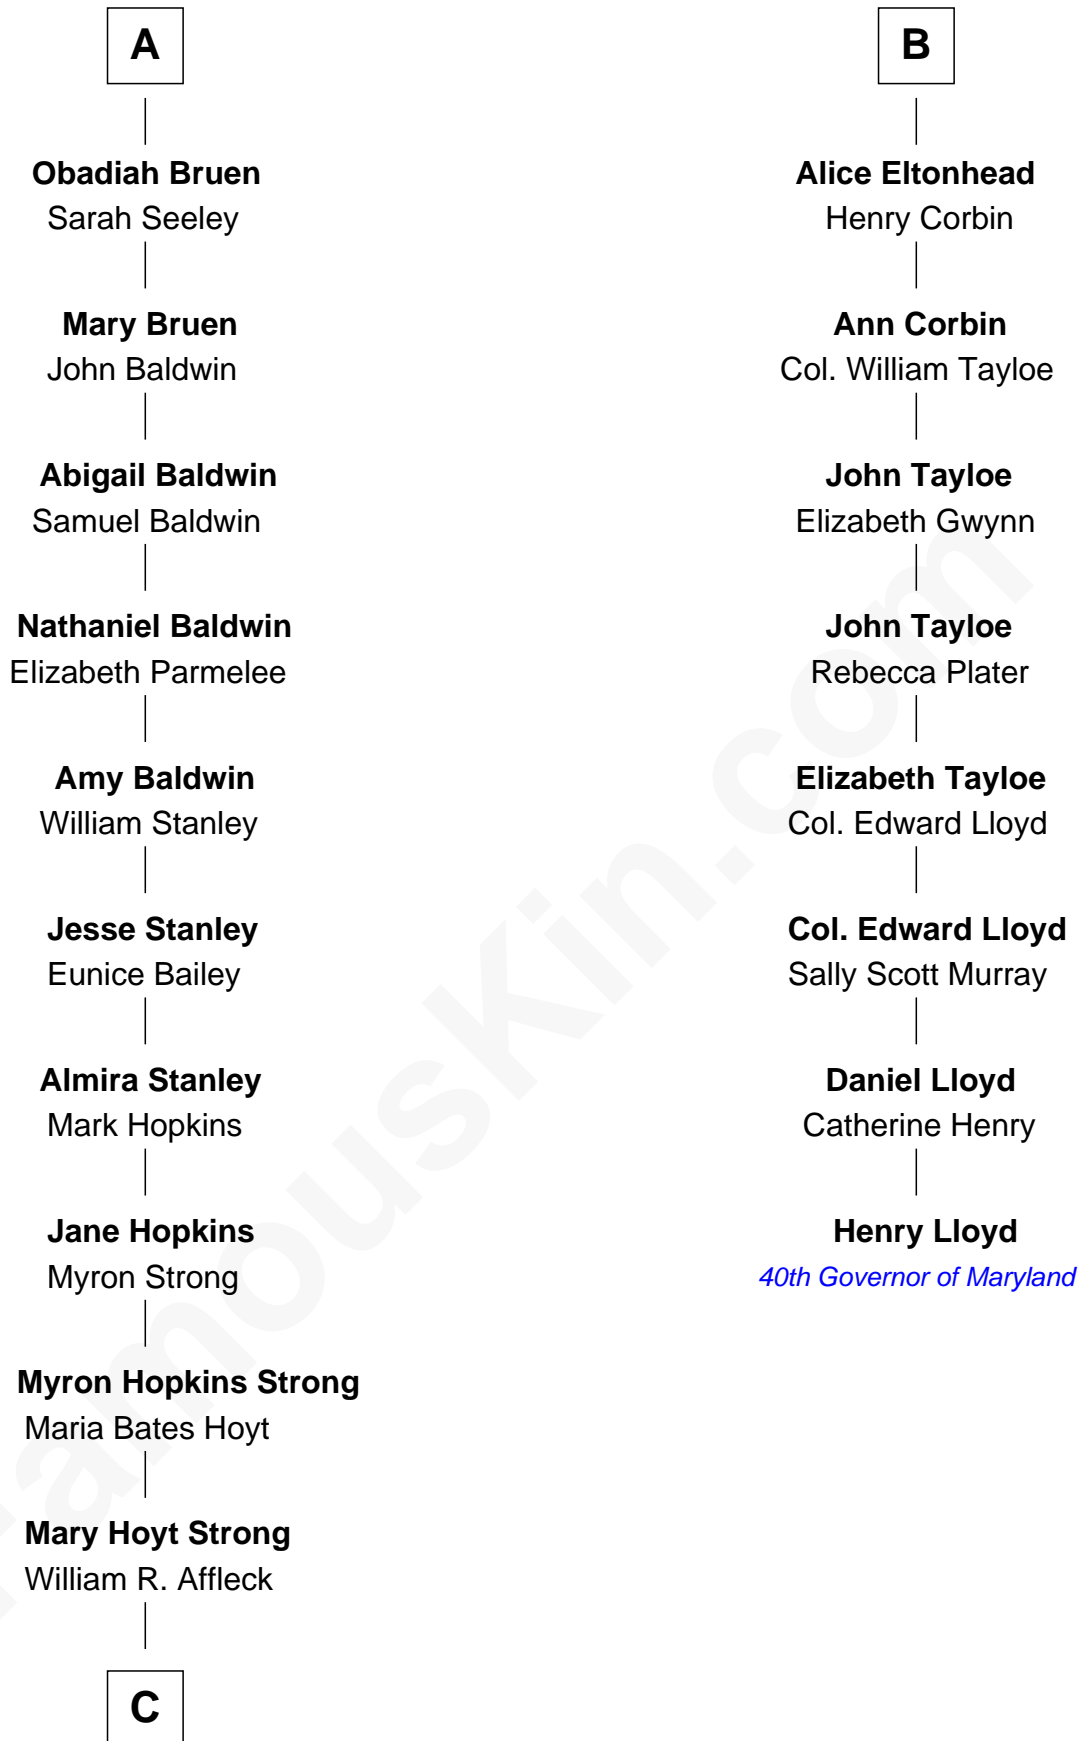 A
Obadiah Bruen
Sarah Seeley
Mary Bruen
John Baldwin
Abigail Baldwin
Samuel Baldwin
Nathaniel Baldwin
Elizabeth Parmelee
Amy Baldwin
William Stanley
Jesse Stanley
Eunice Bailey
Almira Stanley
Mark Hopkins
Jane Hopkins
Myron Strong
Myron Hopkins Strong
Maria Bates Hoyt
Mary Hoyt Strong
William R. Affleck
C
B
Alice Eltonhead
Henry Corbin
Ann Corbin
Col. William Tayloe
John Tayloe
Elizabeth Gwynn
John Tayloe
Rebecca Plater
Elizabeth Tayloe
Col. Edward Lloyd
Col. Edward Lloyd
Sally Scott Murray
Daniel Lloyd
Catherine Henry
Henry Lloyd
40th Governor of Maryland
FamousKin.com